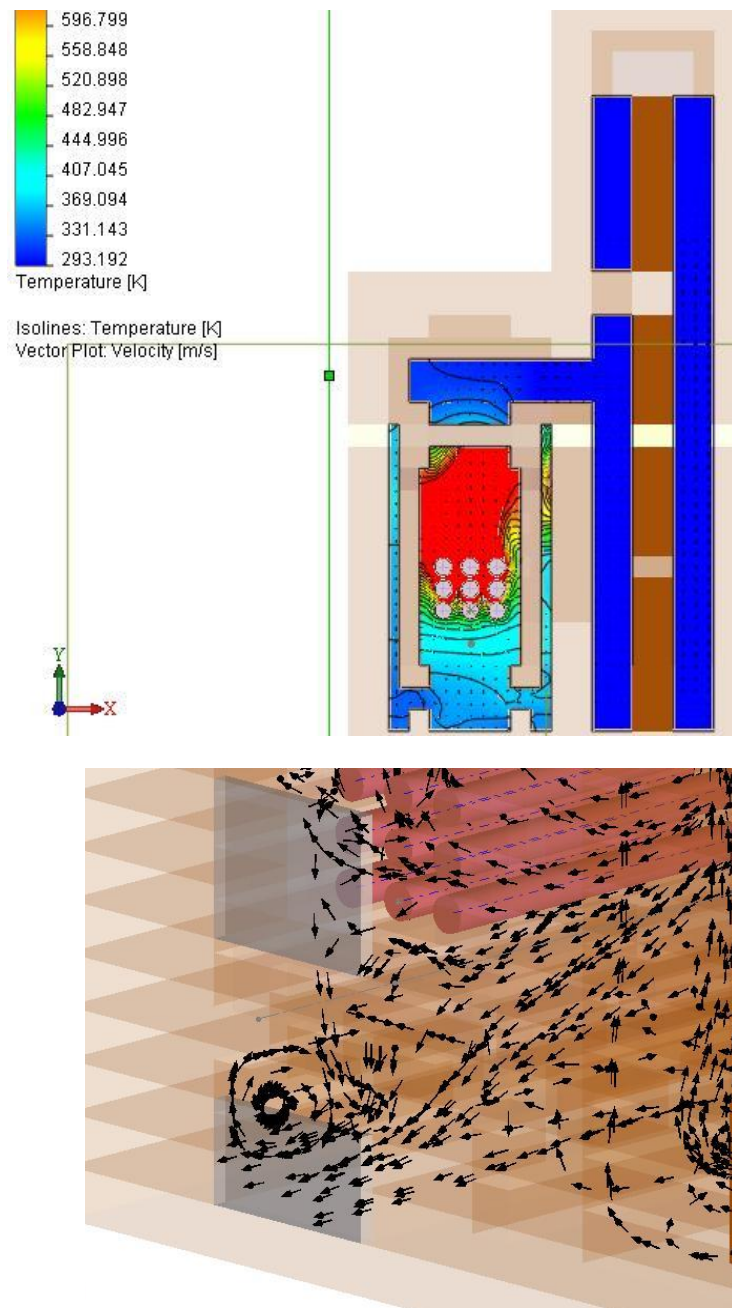 596.799
558.848
520.898
482.947
444.996
407.045
369.094
331.143
293.192
Temperature [K]
Isolines: Temperature [K]
Vector Plot: Velocity [m/s]
Y
X